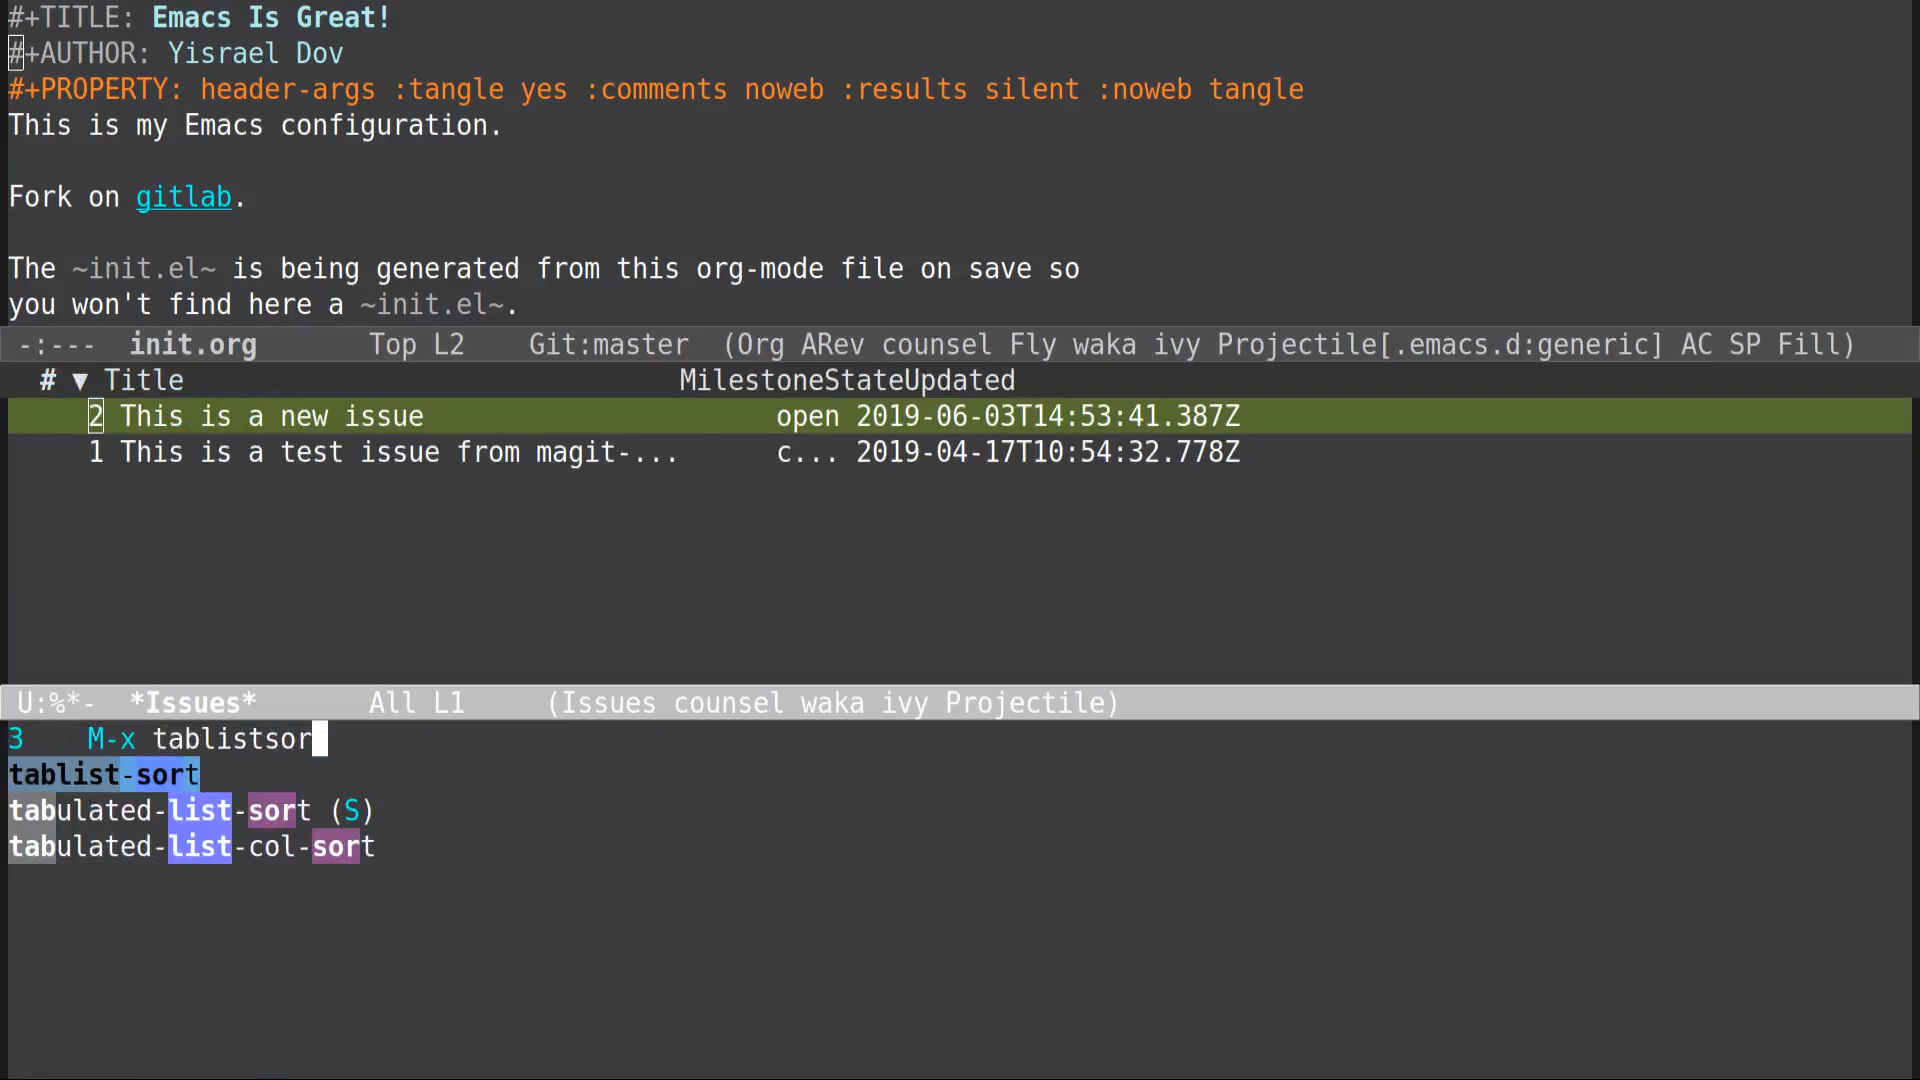 #+TITLE: Emacs Is Great!
#+AUTHOR: Yisrael Dov
#+PROPERTY: header-args :tangle yes :comments noweb :results silent :noweb tangle
This is my Emacs configuration.
Fork on gitlab.
The ~init.el~ is being generated from this org-mode file on save so
you won't find here a ~init.el~.
-:--- init.org Top L2 Git:master (Org ARev counsel Fly waka ivy Projectile[.emacs.d:generic] AC SP Fill)
# ▼ Title MilestoneStateUpdated
2 This is a new issue open 2019-06-03T14:53:41.387Z
1 This is a test issue from magit-... c... 2019-04-17T10:54:32.778Z
U:%*- *Issues* All L1 (Issues counsel waka ivy Projectile)
3 M-x tablistsor
tablist-sort
tabulated-list-sort (S)
tabulated-list-col-sort